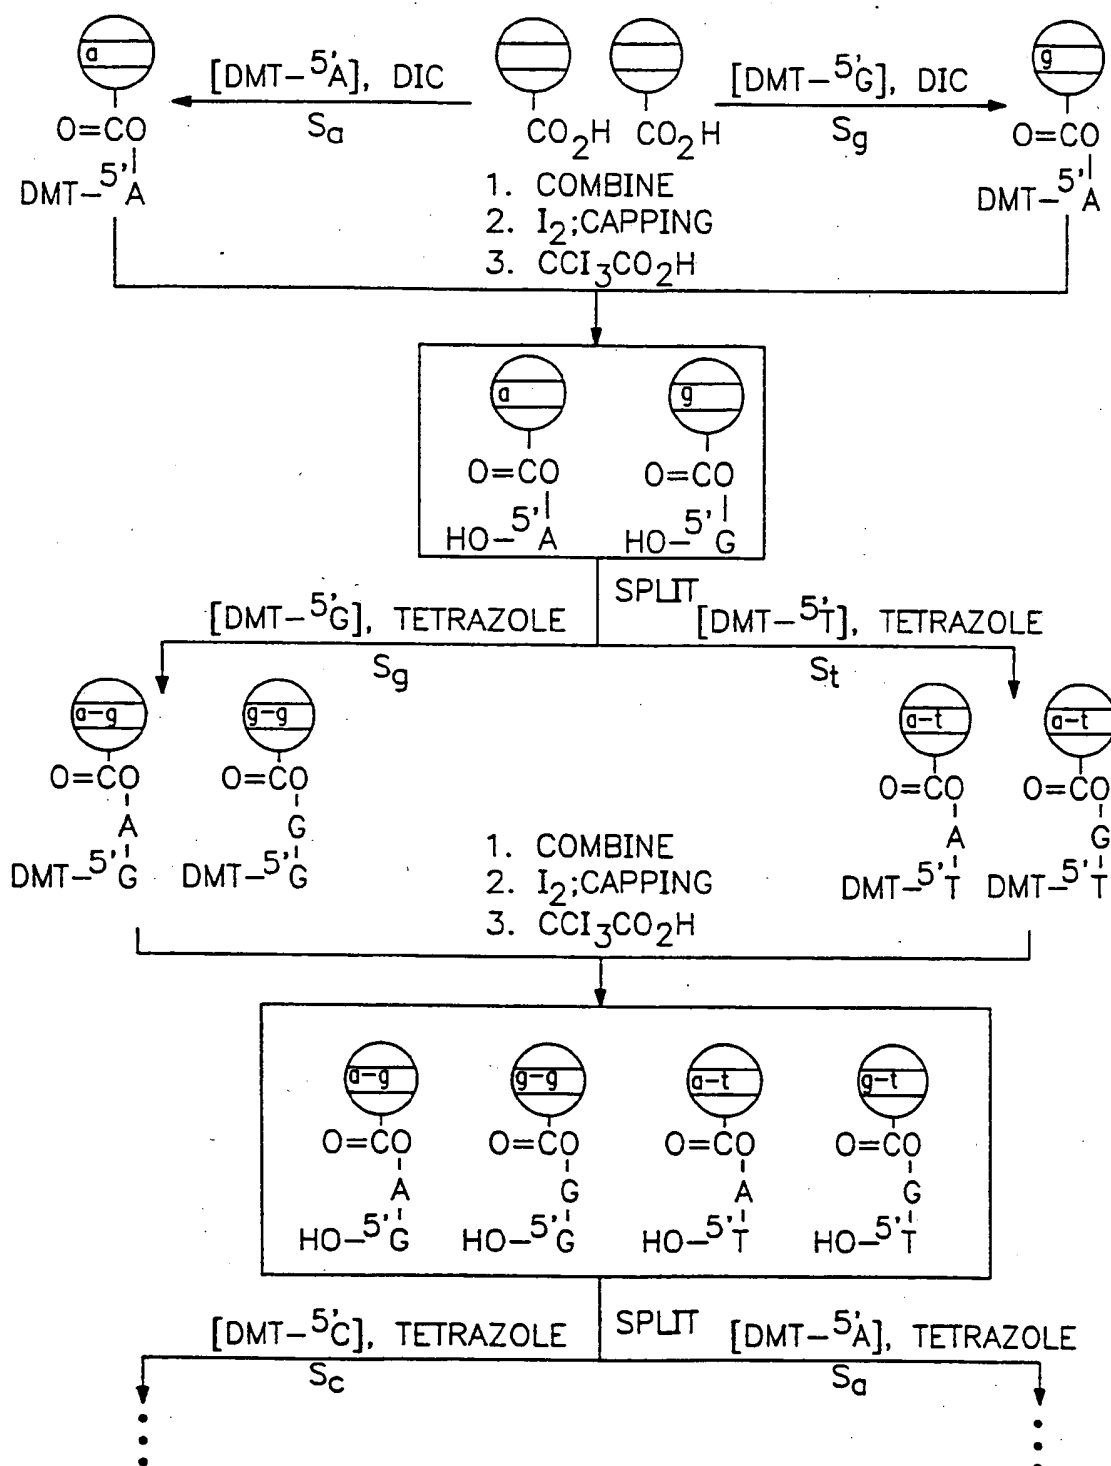 a
g
[DMT-5'A], DIC
[DMT-5'G], DIC
Sa
Sg
CO2H
CO2H
O=CO
O=CO
DMT-5'A
DMT-5'A
1. COMBINE
2. I2;CAPPING
3. CCl3CO2H
a
g
O=CO
O=CO
HO-5'A
HO-5'G
SPLIT
[DMT-5'G], TETRAZOLE
[DMT-5'T], TETRAZOLE
Sg
St
a-g
g-g
a-t
a-t
O=CO
O=CO
O=CO
O=CO
A
G
A
G
DMT-5'G
DMT-5'G
DMT-5'T
DMT-5'T
1. COMBINE
2. I2;CAPPING
3. CCl3CO2H
a-g
g-g
a-t
g-t
O=CO
O=CO
O=CO
O=CO
A
G
A
G
HO-5'G
HO-5'G
HO-5'T
HO-5'T
SPLIT
[DMT-5'C], TETRAZOLE
[DMT-5'A], TETRAZOLE
Sc
Sa